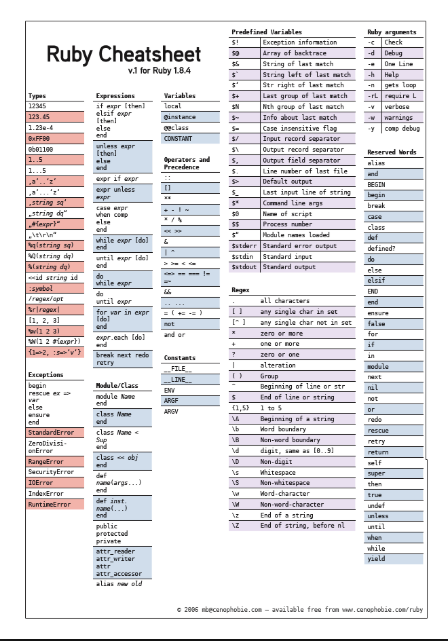 Ruby Cheatsheet
v.1 for Ruby 1.8.4
Types
12345
123.45
1.23e-4
0xFF00
0b01100
1..5
1...5
‚a'..'z'
‚a'...'z'
‚string sq'
„string dq"
„#{expr}"
„\t\r\n"
%q(string sq)
%Q(string dq)
%(string dq)
<<id string id
:symbol
/regex/opt
%r|regex|
[1, 2, 3]
%w(1 2 3)
%W(1 2 #{expr})
{1=>2, :s=>'v'}
Exceptions
begin
rescue ex =>
var
else
ensure
end
StandardError
ZeroDivisi-
onError
RangeError
SecurityError
IOError
IndexError
RuntimeError
Expressions
if expr [then]
elsif expr
[then]
else
end
unless expr
[then]
else
end
expr if expr
expr unless
expr
case expr
when comp
else
end
while expr [do]
end
until expr [do]
end
do
while expr
do
until expr
for var in expr
[do]
end
expr.each [do]
end
break next redo
retry
Module/Class
module Name
end
class Name
end
class Name <
Sup
end
class << obj
end
def
name(args...)
end
def inst.
name(...)
end
public
protected
private
attr_reader
attr_writer
attr
attr_accessor
alias new old
Variables
local
@instance
@@class
CONSTANT
Operators and
Precedence
::
[]
**
+ - ! ~
* / %
<< >>
&
| ^
> >= < <=
<=> == === !=
=~
&&
.. ...
= ( += -= )
not
and or
Constants
__FILE__
__LINE__
ENV
ARGF
ARGV
Predefined Variables
$! Exception information
$@ Array of backtrace
$& String of last match
$` String left of last match
$' Str right of last match
$+ Last group of last match
$N Nth group of last match
$~ Info about last match
$= Case insensitive flag
$/ Input record separator
$\ Output record separator
$, Output field separator
$. Line number of last file
$> Default output
$_ Last input line of string
$* Command line args
$0 Name of script
$$ Process number
$" Module names loaded
$stderr Standard error output
$stdin Standard input
$stdout Standard output
Regex
. all characters
[ ] any single char in set
[^ ] any single char not in set
* zero or more
+ one or more
? zero or one
| alteration
( ) Group
^ Beginning of line or str
$ End of line or string
{1,5} 1 to 5
\A Beginning of a string
\b Word boundary
\B Non-word boundary
\d digit, same as [0..9]
\D Non-digit
\s Whitespace
\S Non-whitespace
\w Word-character
\W Non-word-character
\z End of a string
\Z End of string, before nl
Ruby arguments
-c Check
-d Debug
-e One Line
-h Help
-n gets loop
-rL require L
-v verbose
-w warnings
-y comp debug
Reserved Words
alias
and
BEGIN
begin
break
case
class
def
defined?
do
else
elsif
END
end
ensure
false
for
if
in
module
next
nil
not
or
redo
rescue
retry
return
self
super
then
true
undef
unless
until
when
while
yield
© 2006 mb@cenophobie.com – available free from www.cenophobie.com/ruby